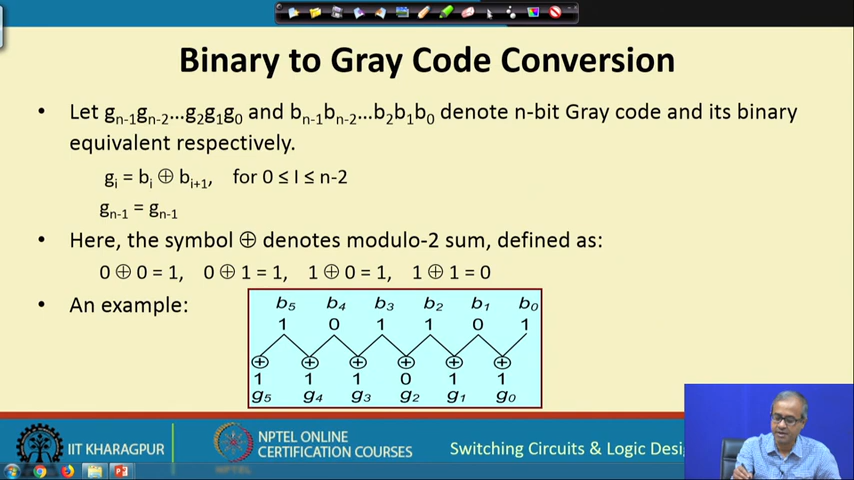 Binary to Gray Code Conversion
• Let gn-1gn-2...g2g1g0 and bn-1bn-2...b2b1b0 denote n-bit Gray code and its binary
equivalent respectively.
gi = bi ⊕ bi+1, for 0 ≤ I ≤ n-2
gn-1 = gn-1
• Here, the symbol ⊕ denotes modulo-2 sum, defined as:
0 ⊕ 0 = 1, 0 ⊕ 1 = 1, 1 ⊕ 0 = 1, 1 ⊕ 1 = 0
• An example:
b5 b4 b3 b2 b1 b0
1 0 1 1 0 1
⊕ ⊕ ⊕ ⊕ ⊕ ⊕
1 1 1 0 1 1
g5 g4 g3 g2 g1 g0
IIT KHARAGPUR
NPTEL ONLINE
CERTIFICATION COURSES
Switching Circuits & Logic Desi